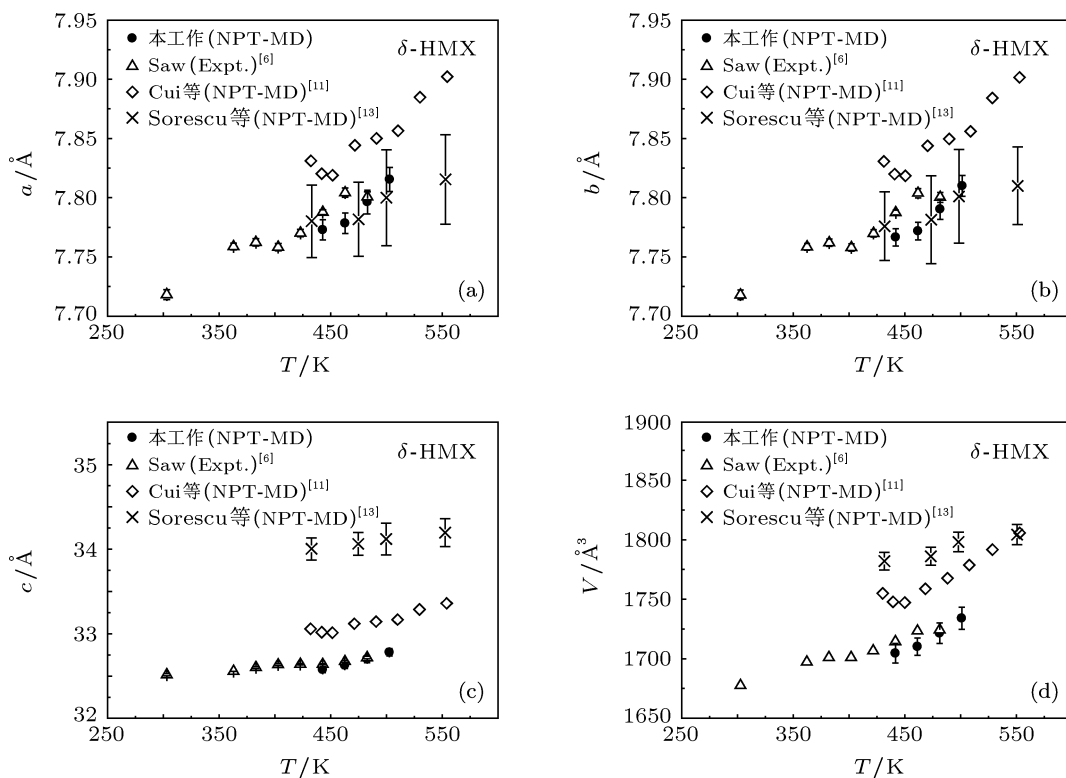 7.95
7.90
7.85
7.80
7.75
7.70
a/Å
本工作(NPT-MD)
Saw(Expt.)[6]
Cui等(NPT-MD)[11]
Sorescu等(NPT-MD)[13]
δ-HMX
(a)
250
350
450
550
T/K
7.95
7.90
7.85
7.80
7.75
7.70
b/Å
本工作(NPT-MD)
Saw(Expt.)[6]
Cui等(NPT-MD)[11]
Sorescu等(NPT-MD)[13]
δ-HMX
(b)
250
350
450
550
T/K
35
34
33
32
c/Å
本工作(NPT-MD)
Saw(Expt.)[6]
Cui等(NPT-MD)[11]
Sorescu等(NPT-MD)[13]
δ-HMX
(c)
250
350
450
550
T/K
1900
1850
1800
1750
1700
1650
V/Å³
本工作(NPT-MD)
Saw(Expt.)[6]
Cui等(NPT-MD)[11]
Sorescu等(NPT-MD)[13]
δ-HMX
(d)
250
350
450
550
T/K